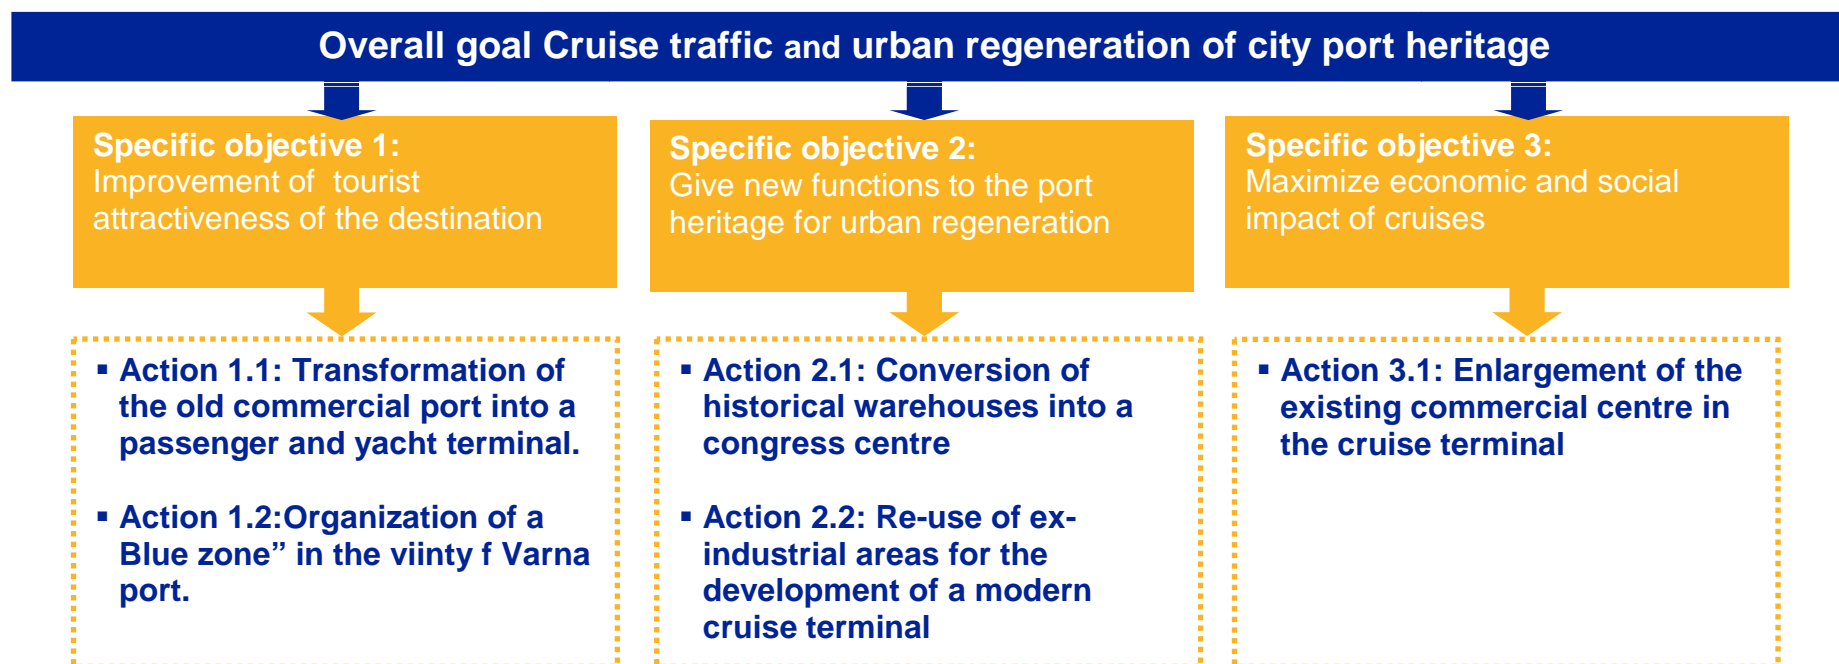 Overall goal Cruise traffic and urban regeneration of city port heritage
Specific objective 1:
Improvement of tourist
attractiveness of the destination
Specific objective 2:
Give new functions to the port
heritage for urban regeneration
Specific objective 3:
Maximize economic and social
impact of cruises
▪ Action 1.1: Transformation of
the old commercial port into a
passenger and yacht terminal.
▪ Action 1.2:Organization of a
Blue zone” in the viinty f Varna
port.
▪ Action 2.1: Conversion of
historical warehouses into a
congress centre
▪ Action 2.2: Re-use of ex-
industrial areas for the
development of a modern
cruise terminal
▪ Action 3.1: Enlargement of the
existing commercial centre in
the cruise terminal